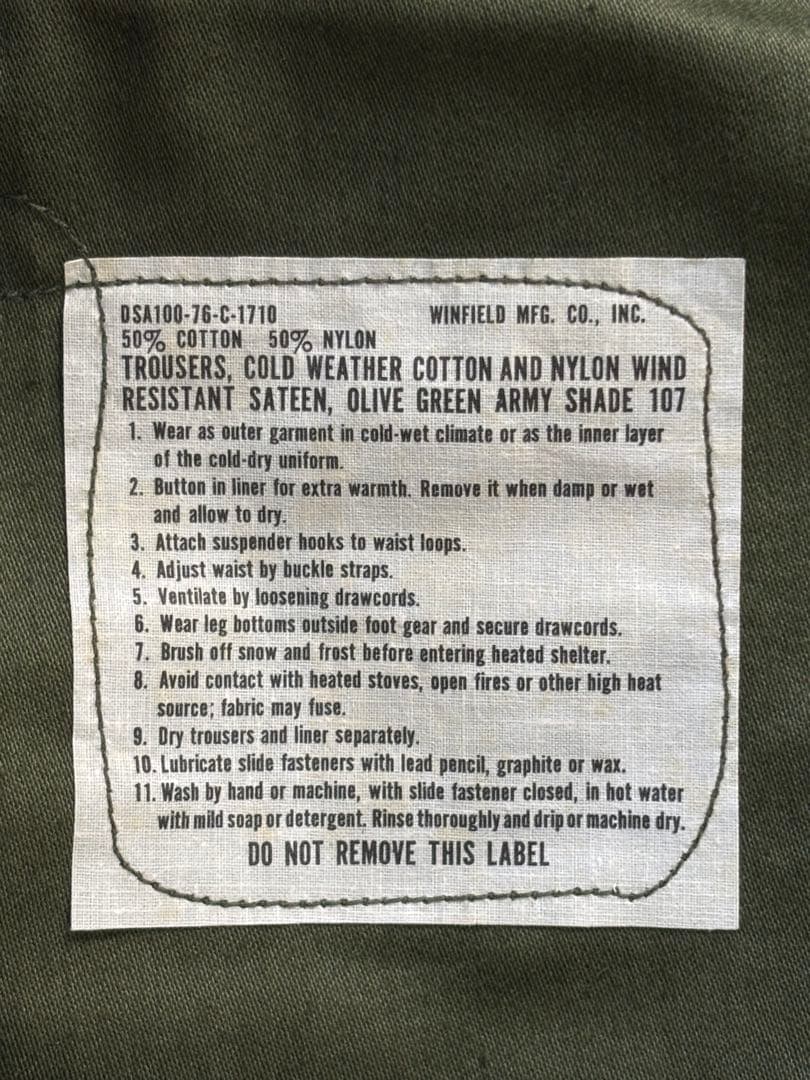 DSA100-76-C-1710 WINFIELD MFG. CO., INC.
50% COTTON 50% NYLON
TROUSERS, COLD WEATHER COTTON AND NYLON WIND
RESISTANT SATEEN, OLIVE GREEN ARMY SHADE 107
1. Wear as outer garment in cold-wet climate or as the inner layer
of the cold-dry uniform.
2. Button in liner for extra warmth. Remove it when damp or wet
and allow to dry.
3. Attach suspender hooks to waist loops.
4. Adjust waist by buckle straps.
5. Ventilate by loosening drawcords.
6. Wear leg bottoms outside foot gear and secure drawcords.
7. Brush off snow and frost before entering heated shelter.
8. Avoid contact with heated stoves, open fires or other high heat
source; fabric may fuse.
9. Dry trousers and liner separately.
10. Lubricate slide fasteners with lead pencil, graphite or wax.
11. Wash by hand or machine, with slide fastener closed, in hot water
with mild soap or detergent. Rinse thoroughly and drip or machine dry.
DO NOT REMOVE THIS LABEL